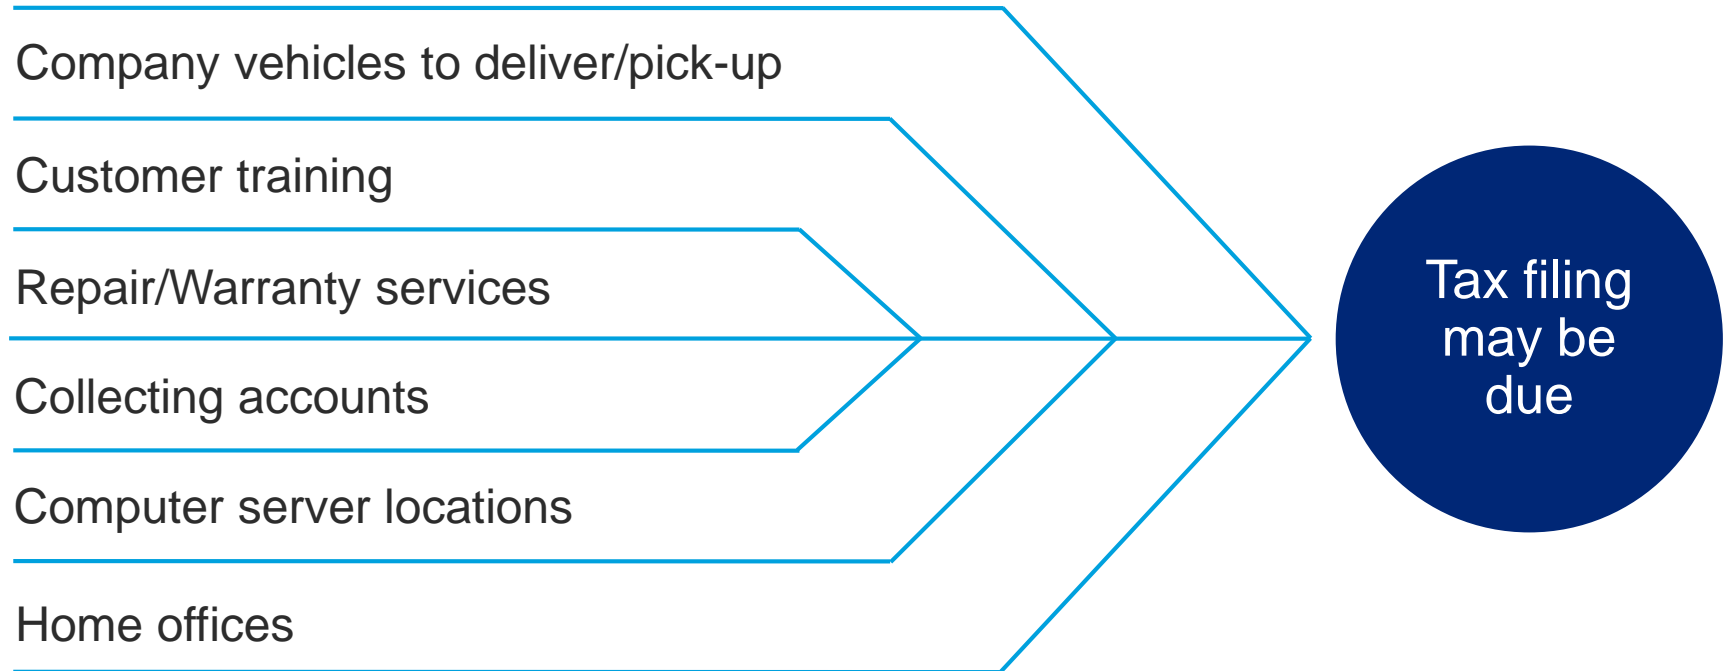 Company vehicles to deliver/pick-up
Customer training
Repair/Warranty services
Collecting accounts
Computer server locations
Home offices
Tax filing
may be
due